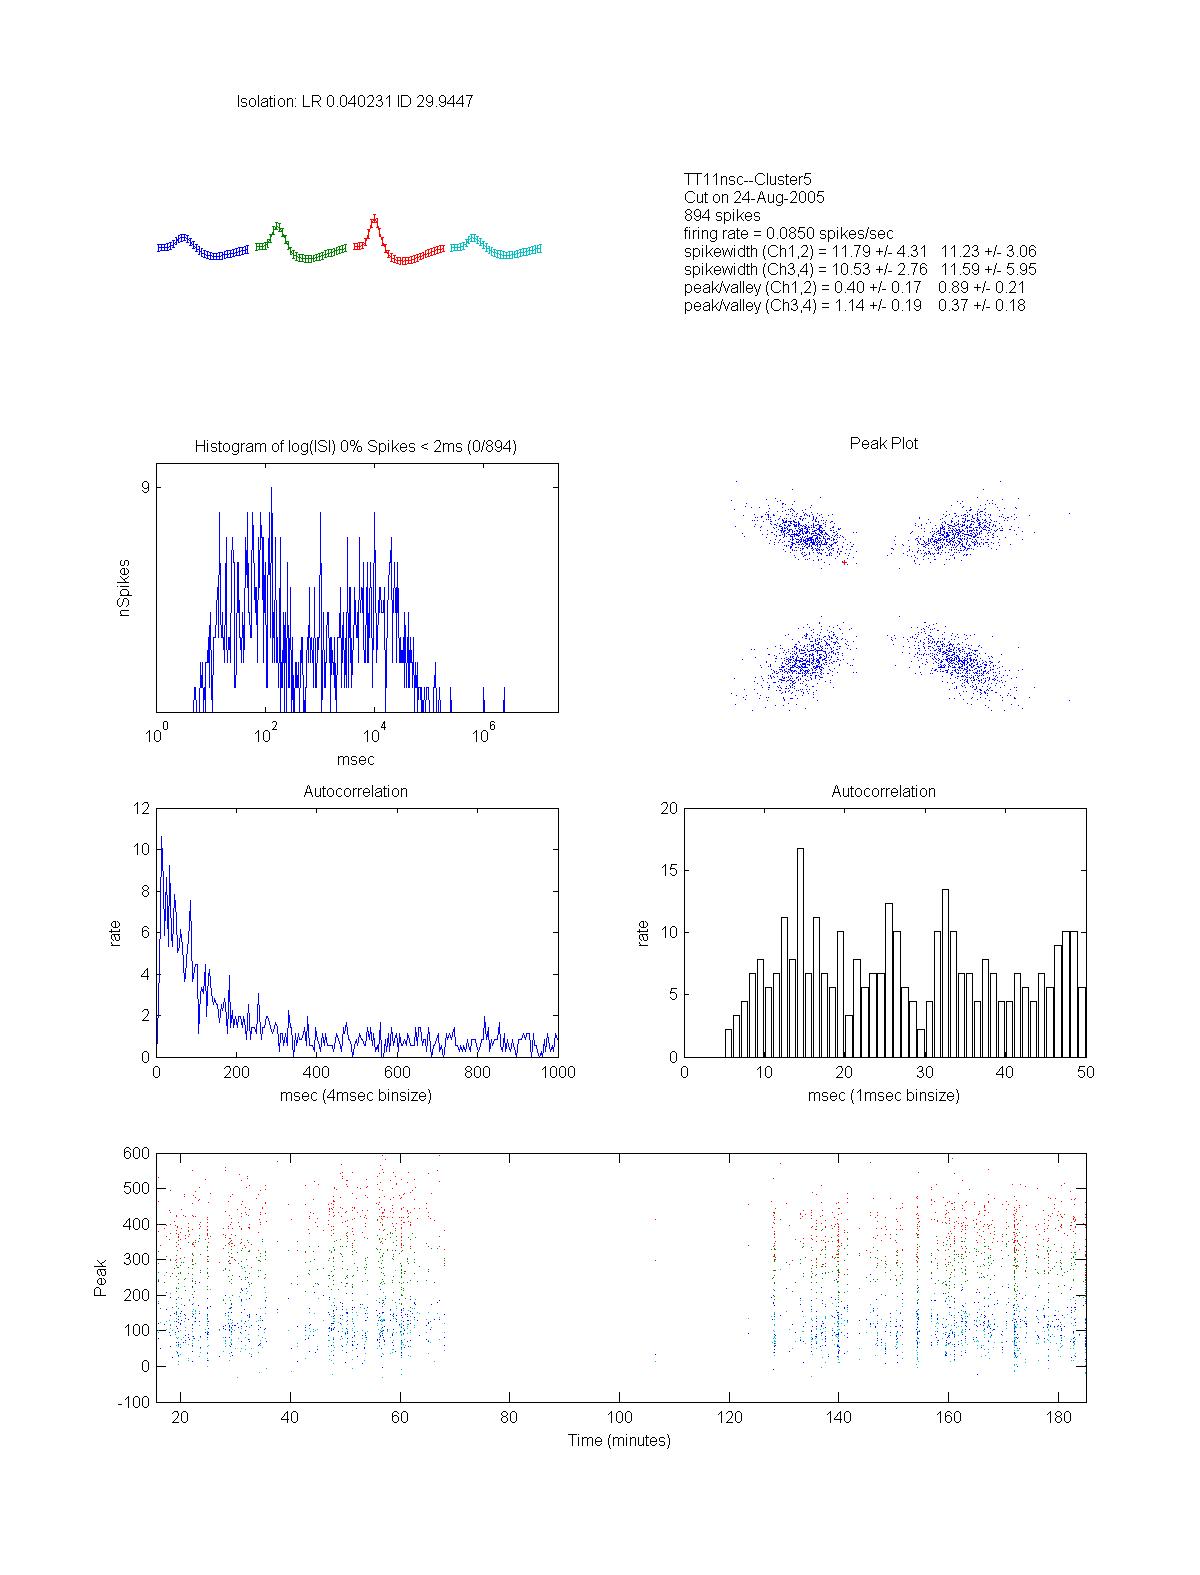 Isolation: LR 0.040231 ID 29.9447
TT11nsc--Cluster5
Cut on 24-Aug-2005
894 spikes
firing rate = 0.0850 spikes/sec
spikewidth (Ch1,2) = 11.79 +/- 4.31 11.23 +/- 3.06
spikewidth (Ch3,4) = 10.53 +/- 2.76 11.59 +/- 5.95
peak/valley (Ch1,2) = 0.40 +/- 0.17 0.89 +/- 0.21
peak/valley (Ch3,4) = 1.14 +/- 0.19 0.37 +/- 0.18
Histogram of log(ISI) 0% Spikes < 2ms (0/894)
9
nSpikes
10^0 10^2 10^4 10^6
msec
Peak Plot
Autocorrelation
12
10
8
6
4
2
0
rate
0 200 400 600 800 1000
msec (4msec binsize)
Autocorrelation
20
15
10
5
0
rate
0 10 20 30 40 50
msec (1msec binsize)
600
500
400
300
200
100
0
-100
Peak
20 40 60 80 100 120 140 160 180
Time (minutes)